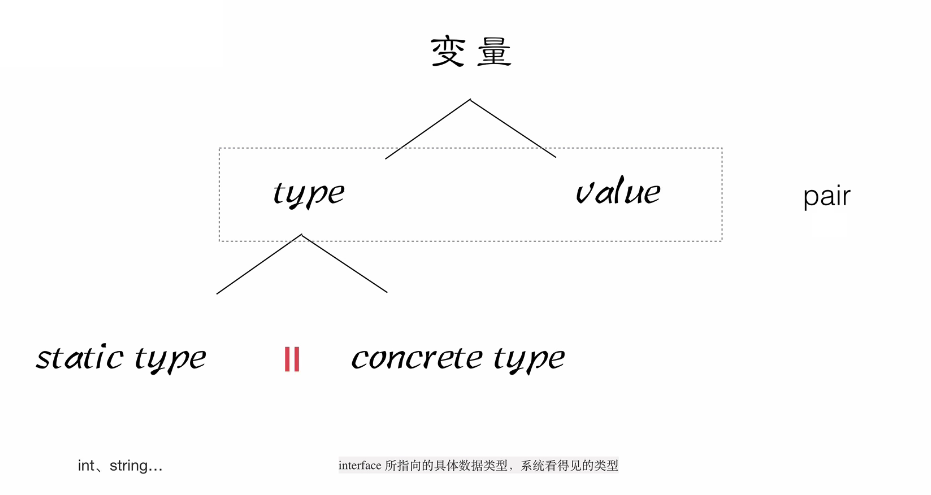 变量
type value pair
static type || concrete type
int、string... interface 所指向的具体数据类型，系统看得见的类型